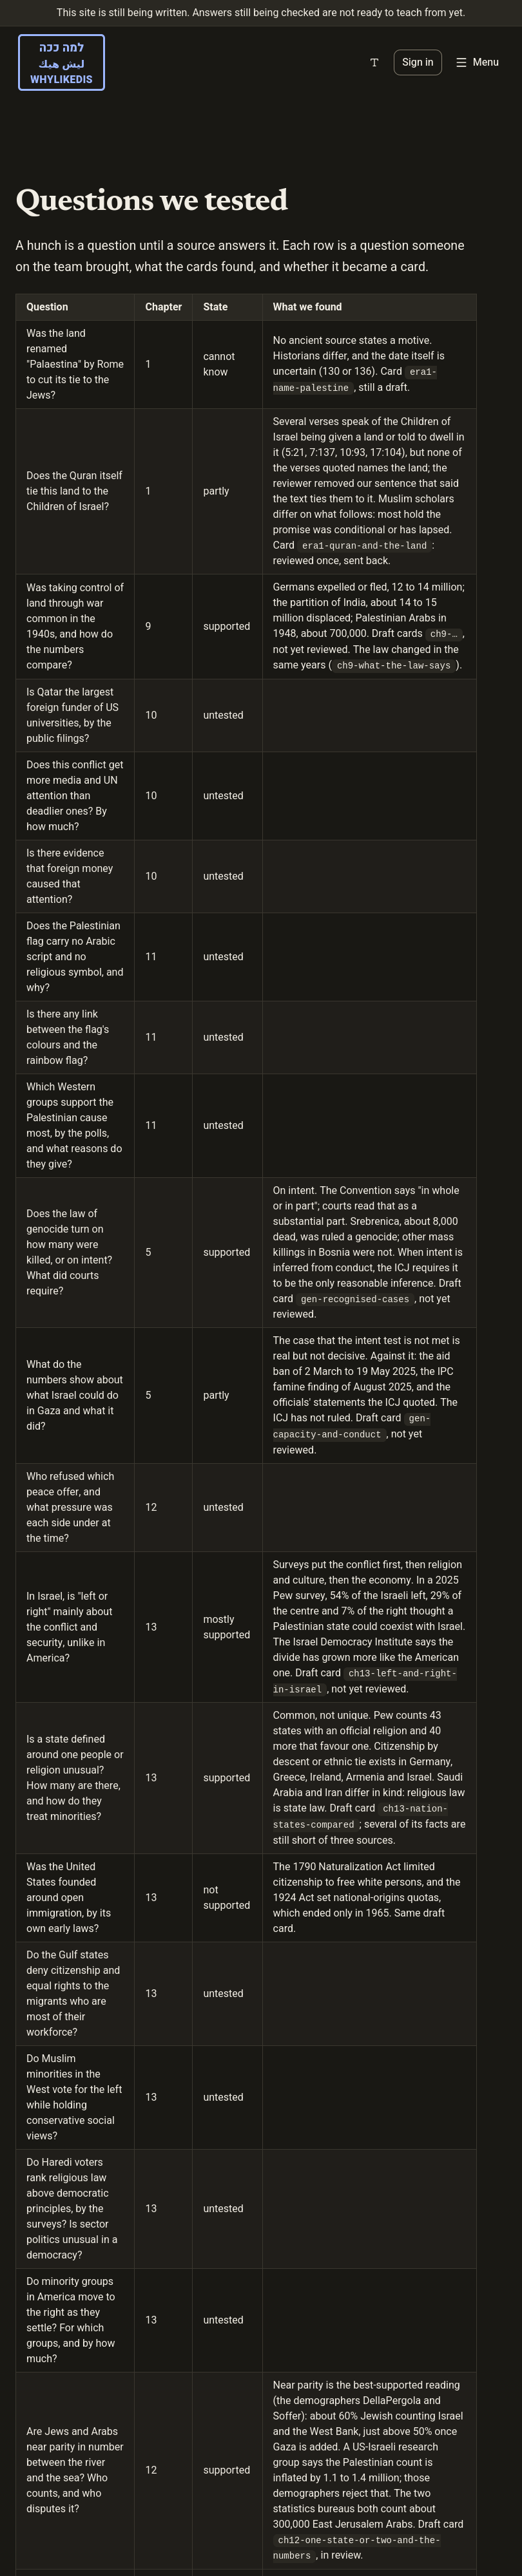 This site is still being written. Answers still being checked are not ready to teach from yet.
למה ככה
ليش هيك
WHYLIKEDIS
Sign in
Menu
Questions we tested
A hunch is a question until a source answers it. Each row is a question someone
on the team brought, what the cards found, and whether it became a card.
Question Chapter State What we found
Was the land
renamed
"Palaestina" by Rome
to cut its tie to the
Jews?
1
cannot
know
No ancient source states a motive.
Historians differ, and the date itself is
uncertain (130 or 136). Card era1-
name-palestine , still a draft.
Does the Quran itself
tie this land to the
Children of Israel?
1
partly
Several verses speak of the Children of
Israel being given a land or told to dwell in
it (5:21, 7:137, 10:93, 17:104), but none of
the verses quoted names the land; the
reviewer removed our sentence that said
the text ties them to it. Muslim scholars
differ on what follows: most hold the
promise was conditional or has lapsed.
Card era1-quran-and-the-land :
reviewed once, sent back.
Was taking control of
land through war
common in the
1940s, and how do
the numbers
compare?
9
supported
Germans expelled or fled, 12 to 14 million;
the partition of India, about 14 to 15
million displaced; Palestinian Arabs in
1948, about 700,000. Draft cards ch9-… ,
not yet reviewed. The law changed in the
same years ( ch9-what-the-law-says ).
Is Qatar the largest
foreign funder of US
universities, by the
public filings?
10
untested
Does this conflict get
more media and UN
attention than
deadlier ones? By
how much?
10
untested
Is there evidence
that foreign money
caused that
attention?
10
untested
Does the Palestinian
flag carry no Arabic
script and no
religious symbol, and
why?
11
untested
Is there any link
between the flag's
colours and the
rainbow flag?
11
untested
Which Western
groups support the
Palestinian cause
most, by the polls,
and what reasons do
they give?
11
untested
Does the law of
genocide turn on
how many were
killed, or on intent?
What did courts
require?
5
supported
On intent. The Convention says "in whole
or in part"; courts read that as a
substantial part. Srebrenica, about 8,000
dead, was ruled a genocide; other mass
killings in Bosnia were not. When intent is
inferred from conduct, the ICJ requires it
to be the only reasonable inference. Draft
card gen-recognised-cases , not yet
reviewed.
What do the
numbers show about
what Israel could do
in Gaza and what it
did?
5
partly
The case that the intent test is not met is
real but not decisive. Against it: the aid
ban of 2 March to 19 May 2025, the IPC
famine finding of August 2025, and the
officials' statements the ICJ quoted. The
ICJ has not ruled. Draft card gen-
capacity-and-conduct , not yet
reviewed.
Who refused which
peace offer, and
what pressure was
each side under at
the time?
12
untested
In Israel, is "left or
right" mainly about
the conflict and
security, unlike in
America?
13
mostly
supported
Surveys put the conflict first, then religion
and culture, then the economy. In a 2025
Pew survey, 54% of the Israeli left, 29% of
the centre and 7% of the right thought a
Palestinian state could coexist with Israel.
The Israel Democracy Institute says the
divide has grown more like the American
one. Draft card ch13-left-and-right-
in-israel , not yet reviewed.
Is a state defined
around one people or
religion unusual?
How many are there,
and how do they
treat minorities?
13
supported
Common, not unique. Pew counts 43
states with an official religion and 40
more that favour one. Citizenship by
descent or ethnic tie exists in Germany,
Greece, Ireland, Armenia and Israel. Saudi
Arabia and Iran differ in kind: religious law
is state law. Draft card ch13-nation-
states-compared ; several of its facts are
still short of three sources.
Was the United
States founded
around open
immigration, by its
own early laws?
13
not
supported
The 1790 Naturalization Act limited
citizenship to free white persons, and the
1924 Act set national-origins quotas,
which ended only in 1965. Same draft
card.
Do the Gulf states
deny citizenship and
equal rights to the
migrants who are
most of their
workforce?
13
untested
Do Muslim
minorities in the
West vote for the left
while holding
conservative social
views?
13
untested
Do Haredi voters
rank religious law
above democratic
principles, by the
surveys? Is sector
politics unusual in a
democracy?
13
untested
Do minority groups
in America move to
the right as they
settle? For which
groups, and by how
much?
13
untested
Are Jews and Arabs
near parity in number
between the river
and the sea? Who
counts, and who
disputes it?
12
supported
Near parity is the best-supported reading
(the demographers DellaPergola and
Soffer): about 60% Jewish counting Israel
and the West Bank, just above 50% once
Gaza is added. A US-Israeli research
group says the Palestinian count is
inflated by 1.1 to 1.4 million; those
demographers reject that. The two
statistics bureaus both count about
300,000 East Jerusalem Arabs. Draft card
ch12-one-state-or-two-and-the-
numbers , in review.